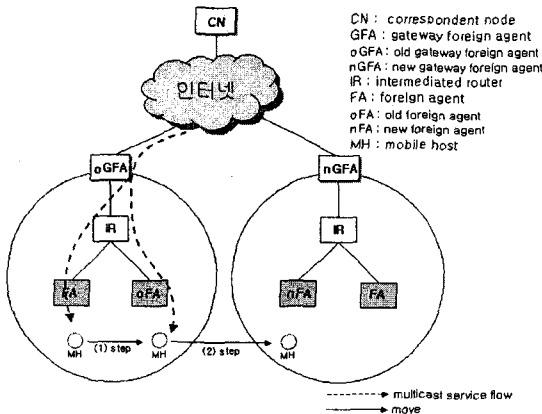 CN
CN : correspondent node
GFA : gateway foreign agent
oGFA : old gateway foreign agent
nGFA : new gateway foreign agent
IR : intermediated router
FA : foreign agent
oFA : old foreign agent
nFA : new foreign agent
MH : mobile host
인터넷
oGFA
nGFA
IR
IR
FA
oFA
nFA
FA
MH
(1) step
MH
(2) step
MH
multicast service flow
move